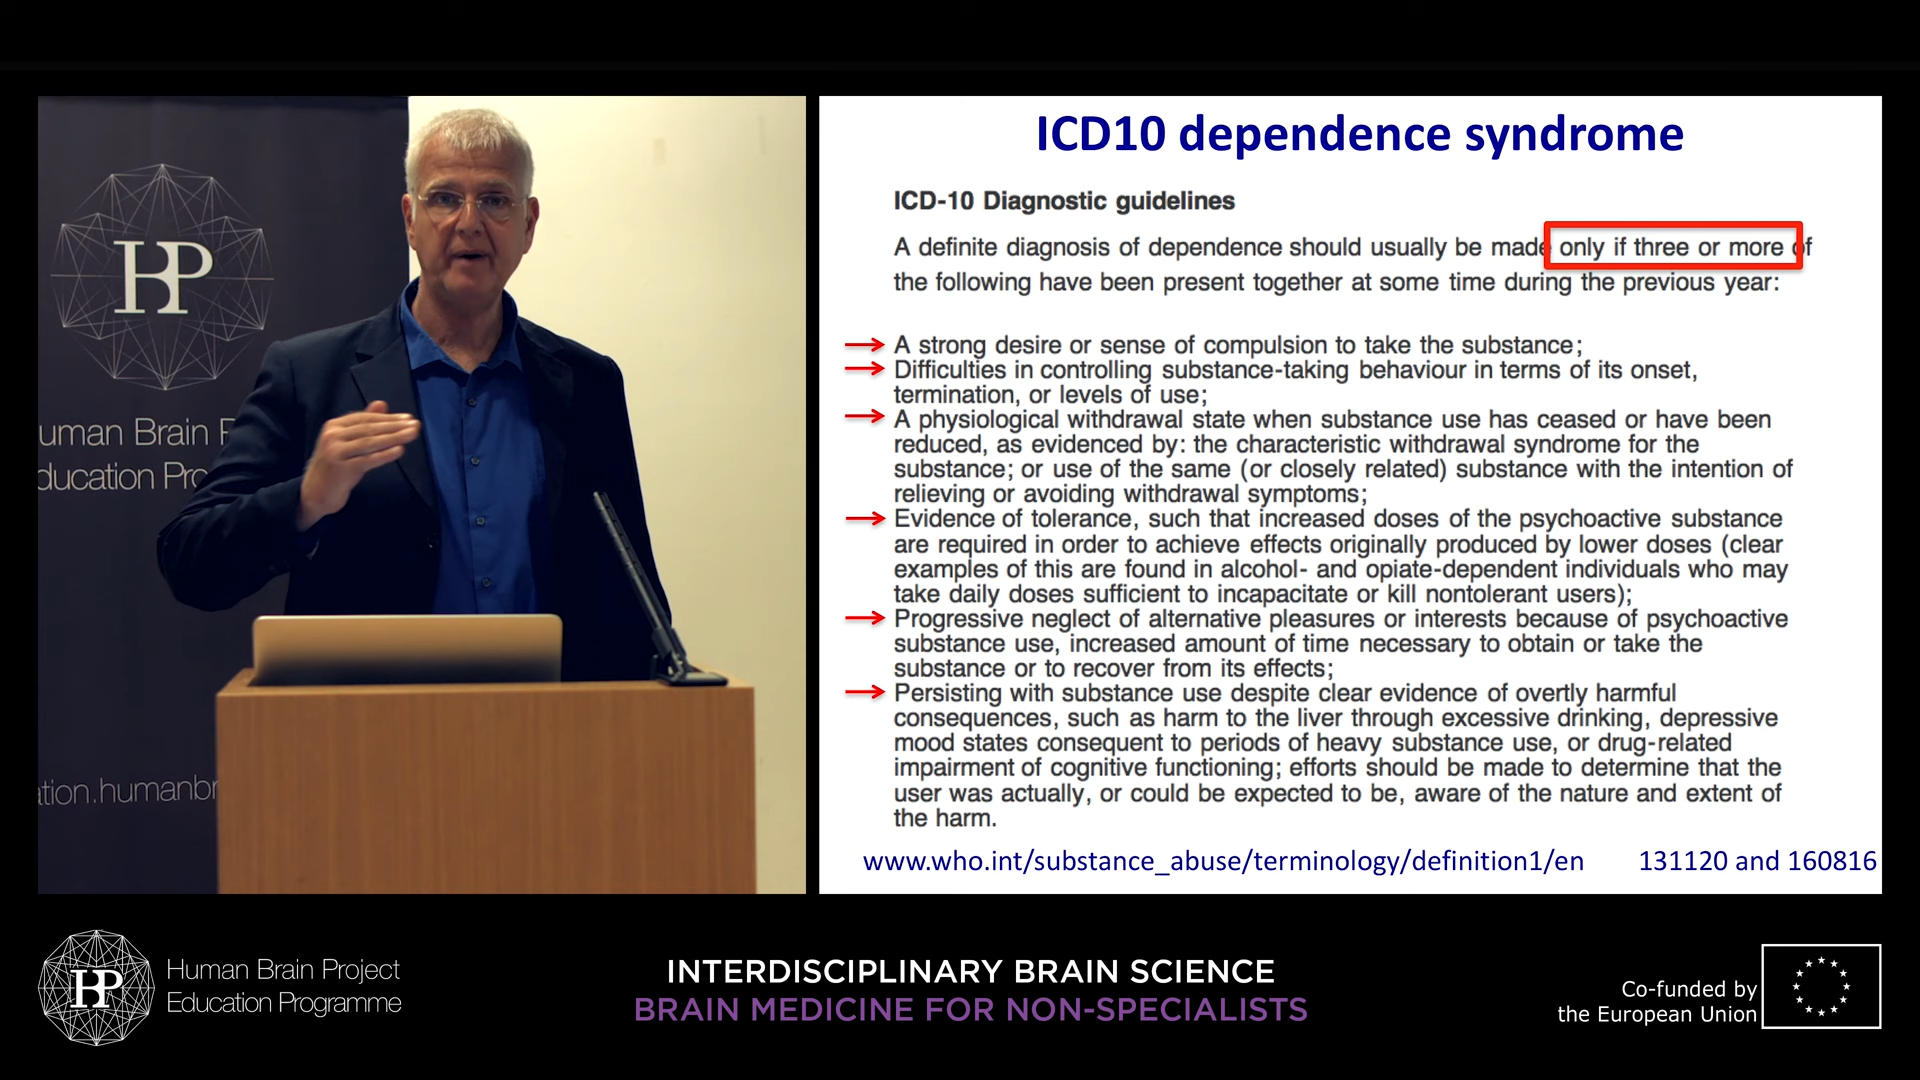 HBP
uman Brain P
ducation Pro
ation.humanbr
ICD10 dependence syndrome
ICD-10 Diagnostic guidelines
A definite diagnosis of dependence should usually be made only if three or more of
the following have been present together at some time during the previous year:
A strong desire or sense of compulsion to take the substance;
Difficulties in controlling substance-taking behaviour in terms of its onset,
termination, or levels of use;
A physiological withdrawal state when substance use has ceased or have been
reduced, as evidenced by: the characteristic withdrawal syndrome for the
substance; or use of the same (or closely related) substance with the intention of
relieving or avoiding withdrawal symptoms;
Evidence of tolerance, such that increased doses of the psychoactive substance
are required in order to achieve effects originally produced by lower doses (clear
examples of this are found in alcohol- and opiate-dependent individuals who may
take daily doses sufficient to incapacitate or kill nontolerant users);
Progressive neglect of alternative pleasures or interests because of psychoactive
substance use, increased amount of time necessary to obtain or take the
substance or to recover from its effects;
Persisting with substance use despite clear evidence of overtly harmful
consequences, such as harm to the liver through excessive drinking, depressive
mood states consequent to periods of heavy substance use, or drug-related
impairment of cognitive functioning; efforts should be made to determine that the
user was actually, or could be expected to be, aware of the nature and extent of
the harm.
www.who.int/substance_abuse/terminology/definition1/en 131120 and 160816
HBP
Human Brain Project
Education Programme
INTERDISCIPLINARY BRAIN SCIENCE
BRAIN MEDICINE FOR NON-SPECIALISTS
Co-funded by
the European Union